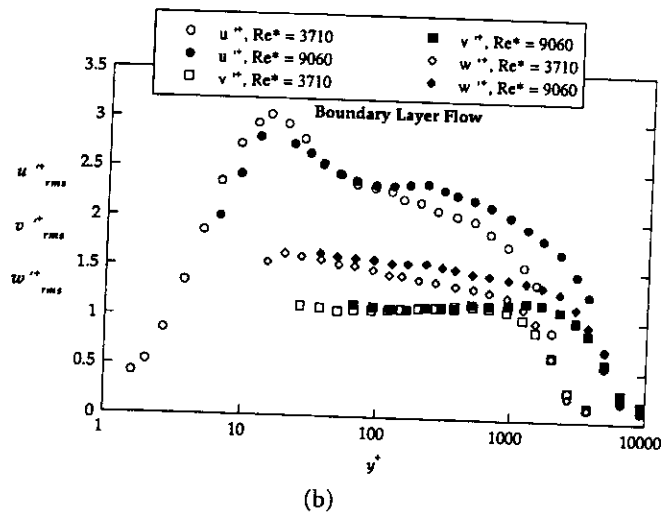 u'⁺, Re* = 3710
u'⁺, Re* = 9060
v'⁺, Re* = 3710
v'⁺, Re* = 9060
w'⁺, Re* = 3710
w'⁺, Re* = 9060
Boundary Layer Flow
3.5
3
2.5
2
1.5
1
0.5
0
u'⁺rms
v'⁺rms
w'⁺rms
1
10
100
1000
10000
y⁺
(b)